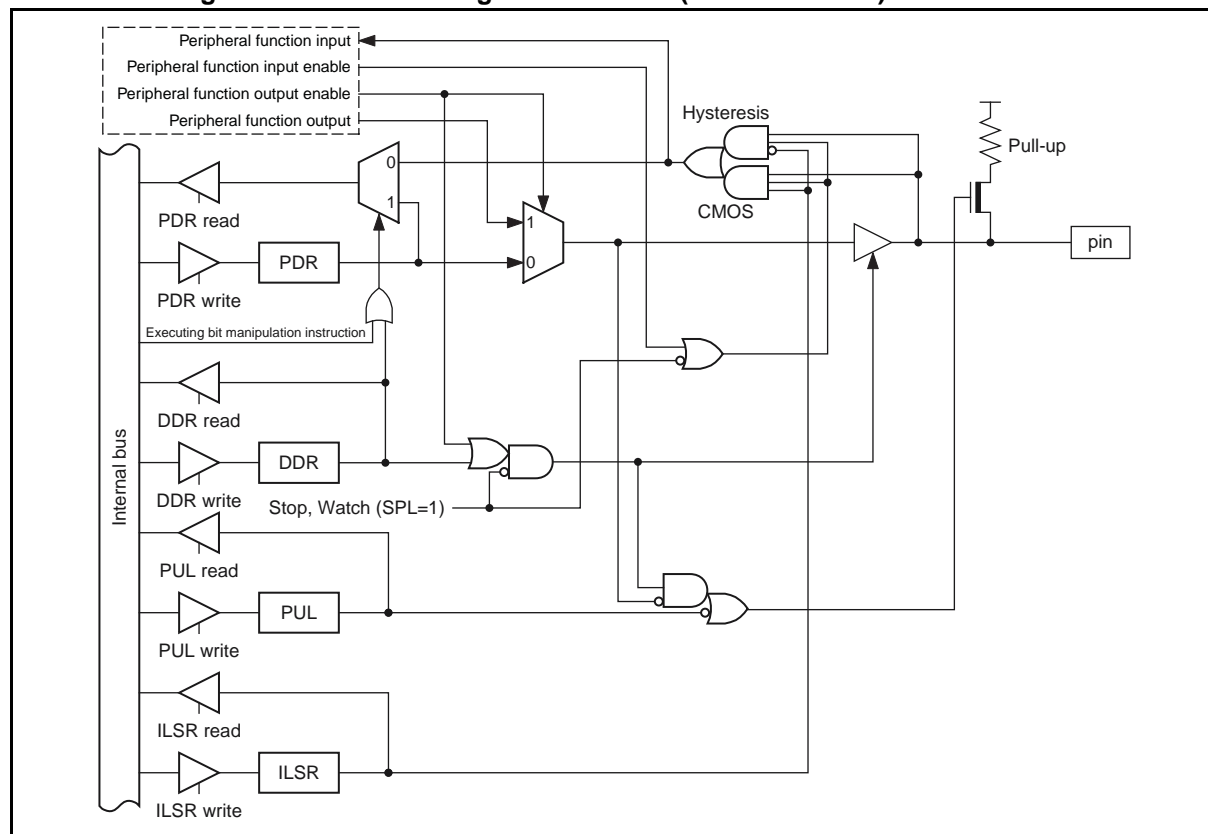 Peripheral function input
Peripheral function input enable
Peripheral function output enable
Peripheral function output
Hysteresis
Pull-up
0
1
CMOS
PDR read
1
0
pin
PDR
PDR write
Executing bit manipulation instruction
DDR read
DDR
DDR write
Stop, Watch (SPL=1)
Internal bus
PUL read
PUL
PUL write
ILSR read
ILSR
ILSR write